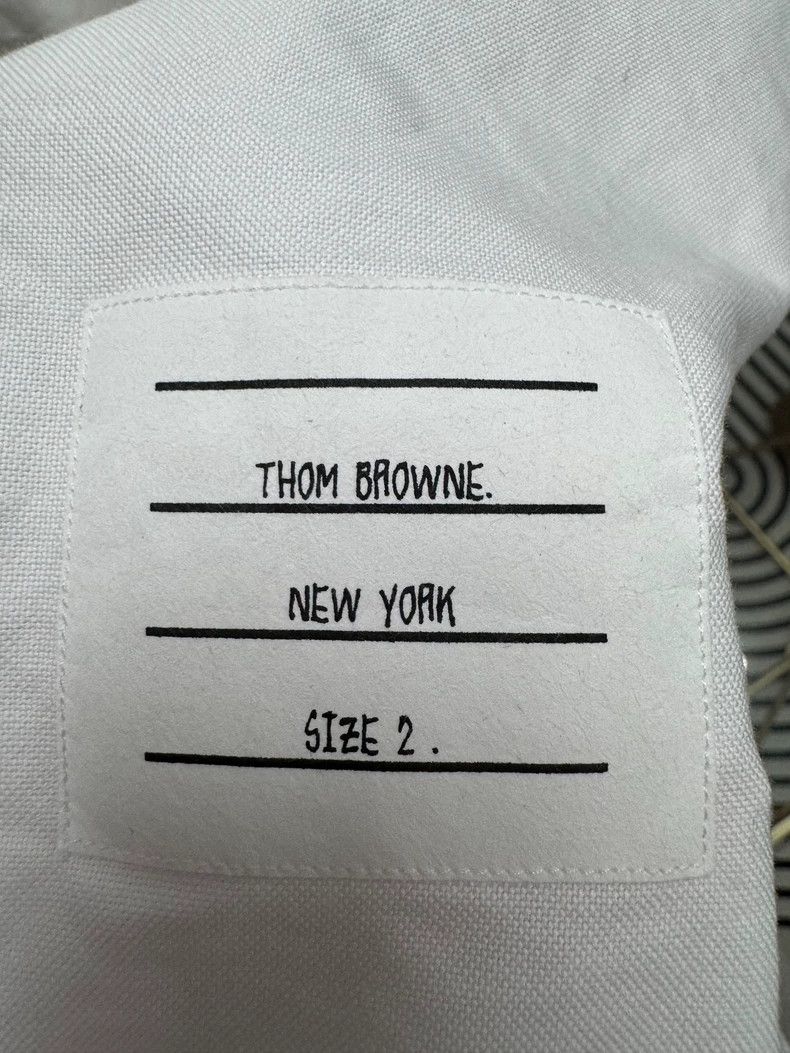 THOM BROWNE.
NEW YORK
SIZE 2 .